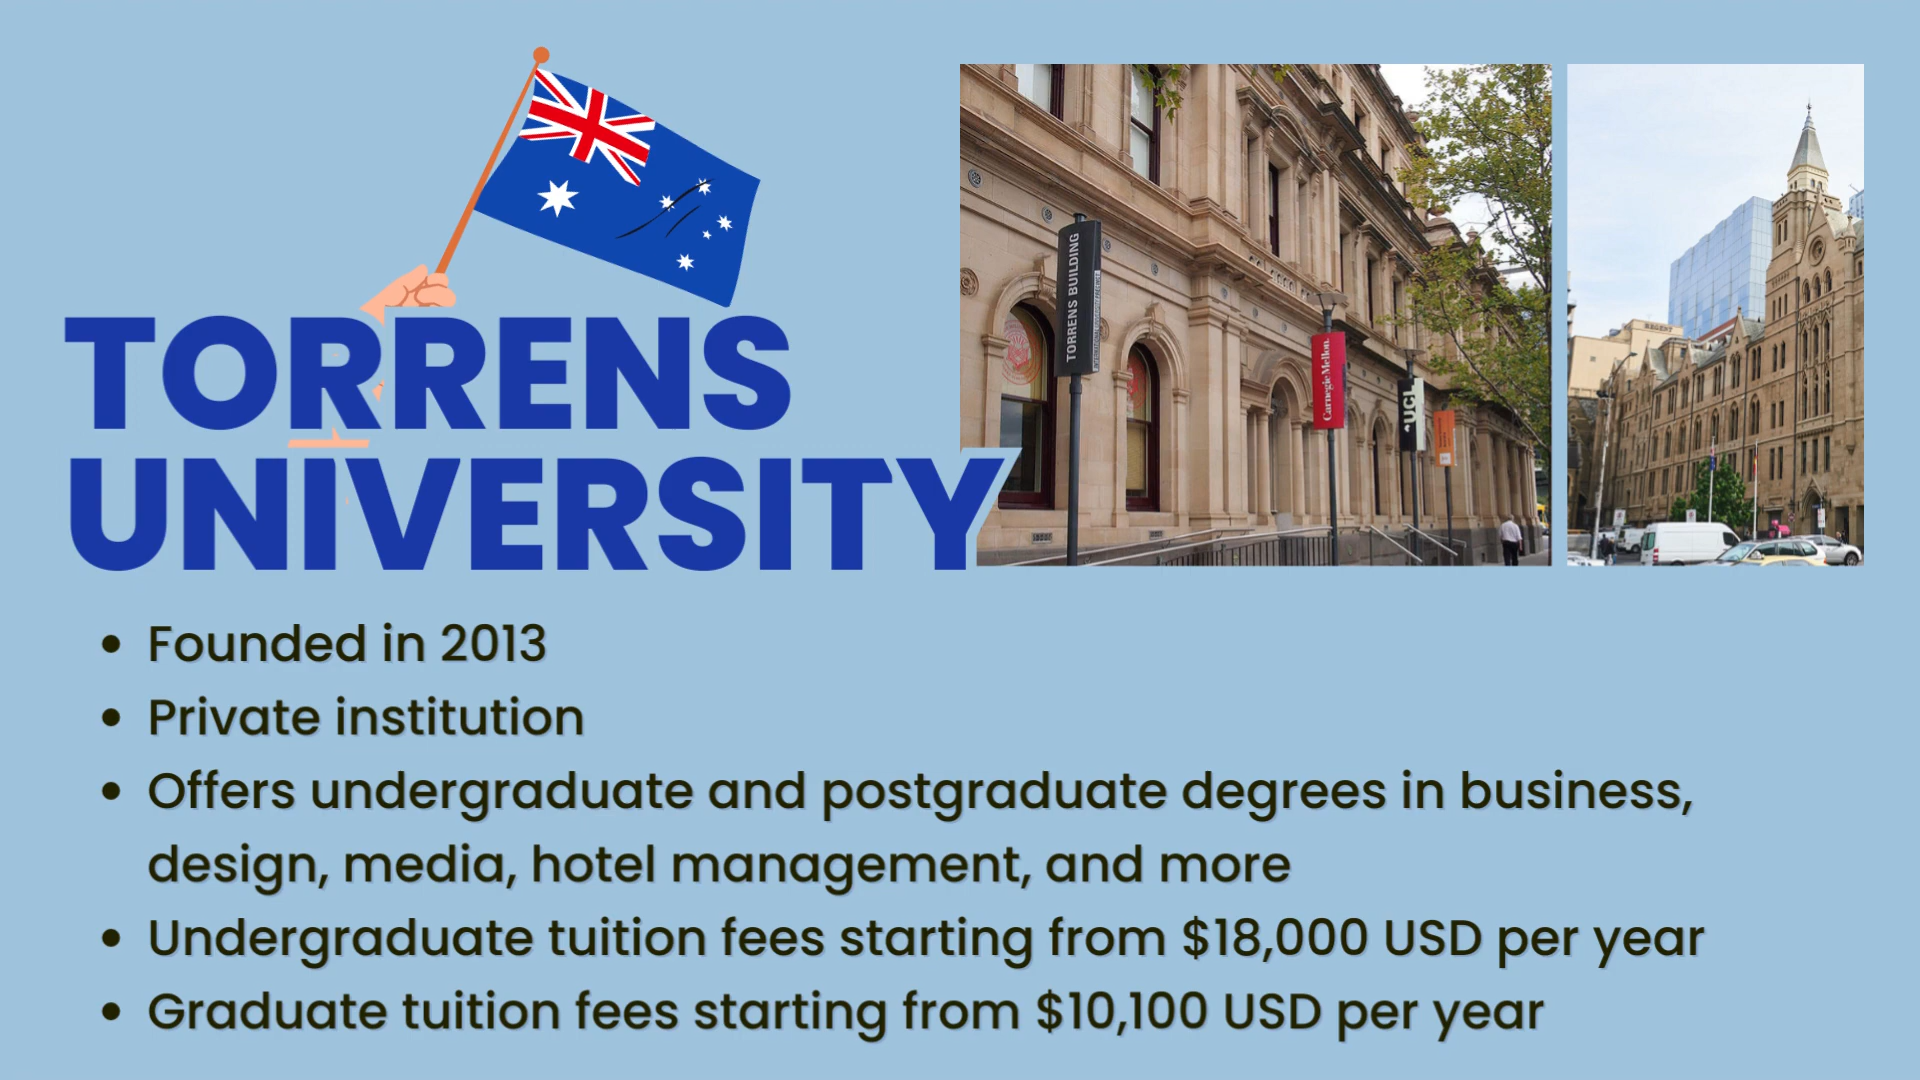 TORRENS
UNIVERSITY
TORRENS BUILDING
Carnegie Mellon.
UCL
• Founded in 2013
• Private institution
• Offers undergraduate and postgraduate degrees in business,
design, media, hotel management, and more
• Undergraduate tuition fees starting from $18,000 USD per year
• Graduate tuition fees starting from $10,100 USD per year